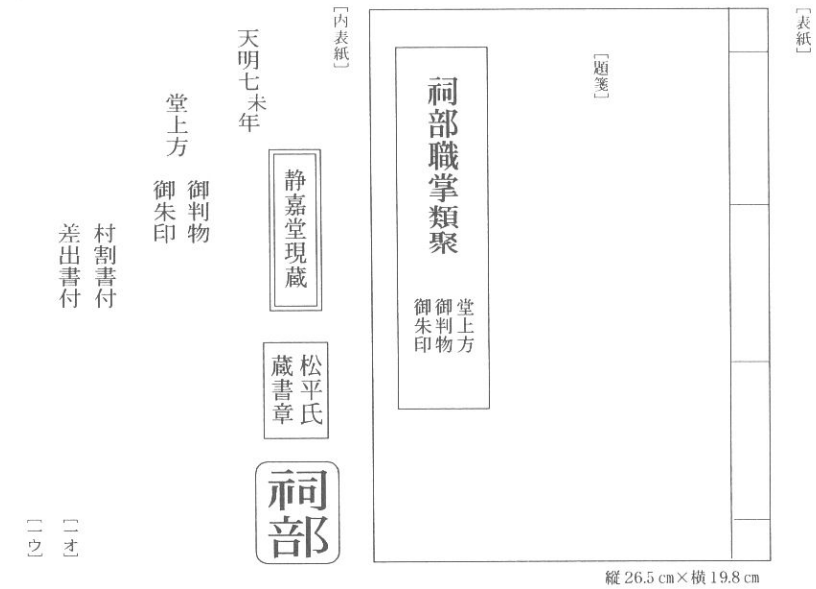 ［表紙］
［題箋］
祠部職掌類聚
堂上方
御判物
御朱印
縦 26.5 cm×横 19.8 cm
［内表紙］
静嘉堂現蔵
松平氏
蔵書章
祠部
天明七未年
堂上方
御判物
御朱印
村割書付
差出書付
［一オ］
［一ウ］